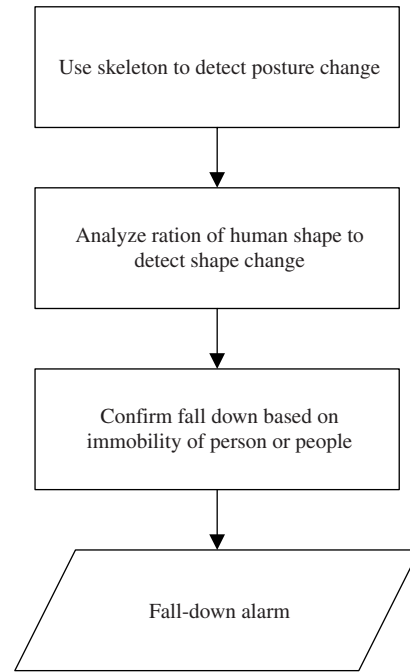 Use skeleton to detect posture change
Analyze ration of human shape to
detect shape change
Confirm fall down based on
immobility of person or people
Fall-down alarm